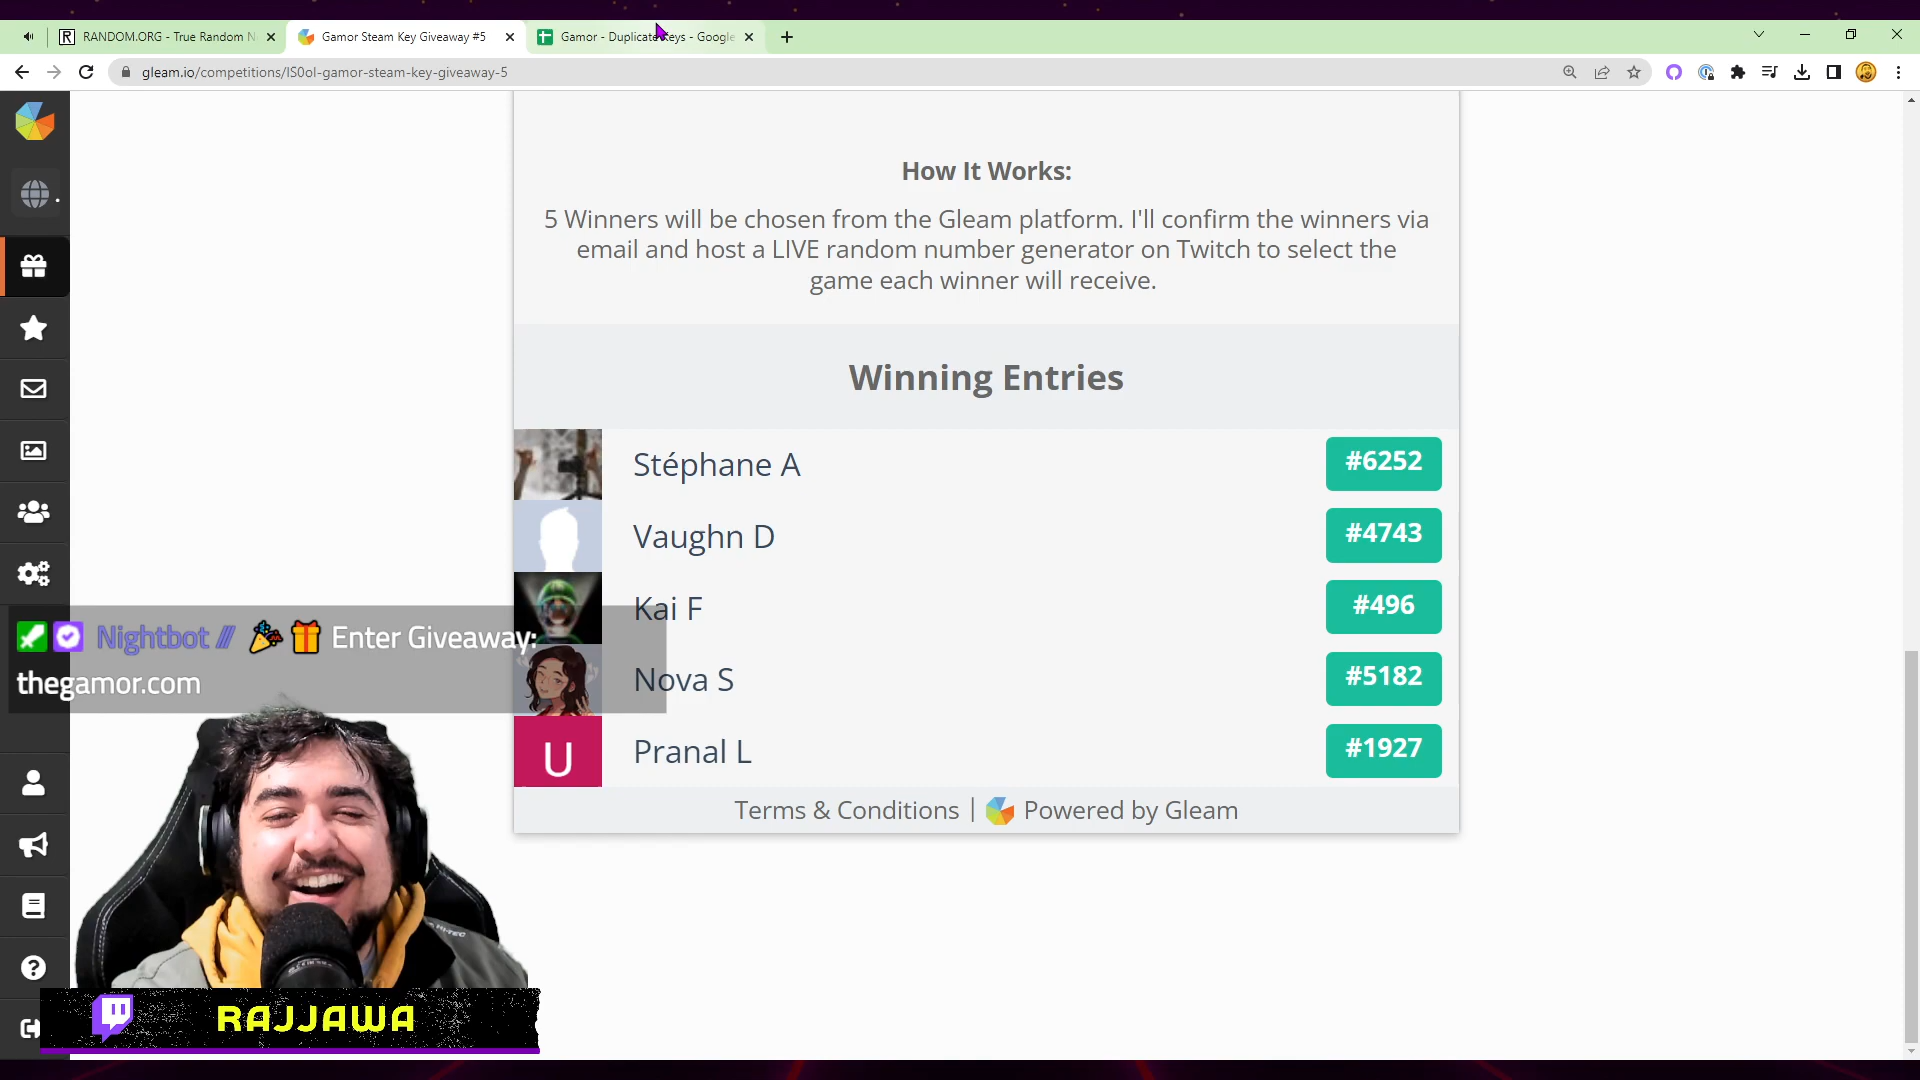 RANDOM.ORG - True Random N
Gamor Steam Key Giveaway #5
Gamor - Duplicate Keys - Google
gleam.io/competitions/IS0ol-gamor-steam-key-giveaway-5
How It Works:
5 Winners will be chosen from the Gleam platform. I'll confirm the winners via
email and host a LIVE random number generator on Twitch to select the
game each winner will receive.
Winning Entries
Stéphane A #6252
Vaughn D #4743
Kai F #496
Nightbot /// 🎉 🎁 Enter Giveaway:
thegamor.com
Nova S #5182
U Pranal L #1927
Terms & Conditions | Powered by Gleam
HI-TEC
RAJJAWA